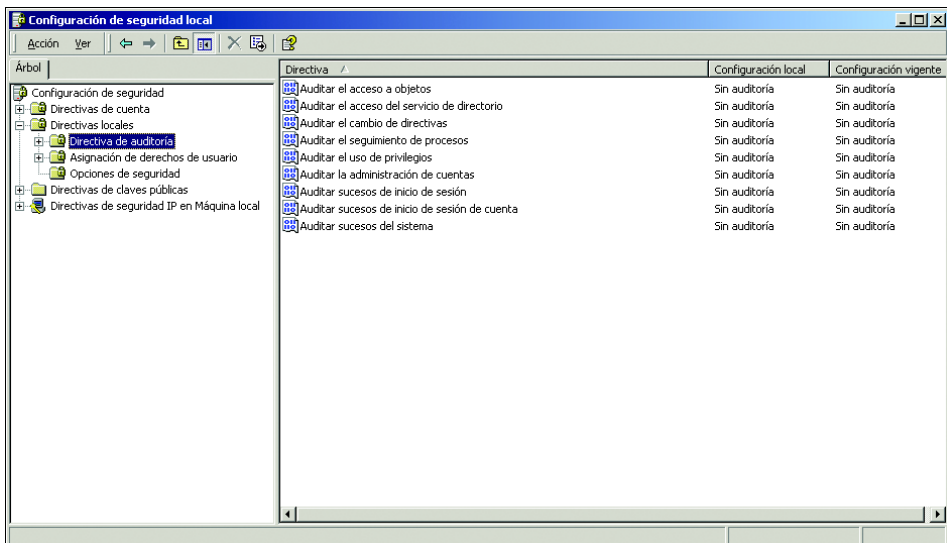 Configuración de seguridad local
Acción Ver
Árbol
Configuración de seguridad
Directivas de cuenta
Directivas locales
Directiva de auditoría
Asignación de derechos de usuario
Opciones de seguridad
Directivas de claves públicas
Directivas de seguridad IP en Máquina local
Directiva Configuración local Configuración vigente
Auditar el acceso a objetos Sin auditoría Sin auditoría
Auditar el acceso del servicio de directorio Sin auditoría Sin auditoría
Auditar el cambio de directivas Sin auditoría Sin auditoría
Auditar el seguimiento de procesos Sin auditoría Sin auditoría
Auditar el uso de privilegios Sin auditoría Sin auditoría
Auditar la administración de cuentas Sin auditoría Sin auditoría
Auditar sucesos de inicio de sesión Sin auditoría Sin auditoría
Auditar sucesos de inicio de sesión de cuenta Sin auditoría Sin auditoría
Auditar sucesos del sistema Sin auditoría Sin auditoría